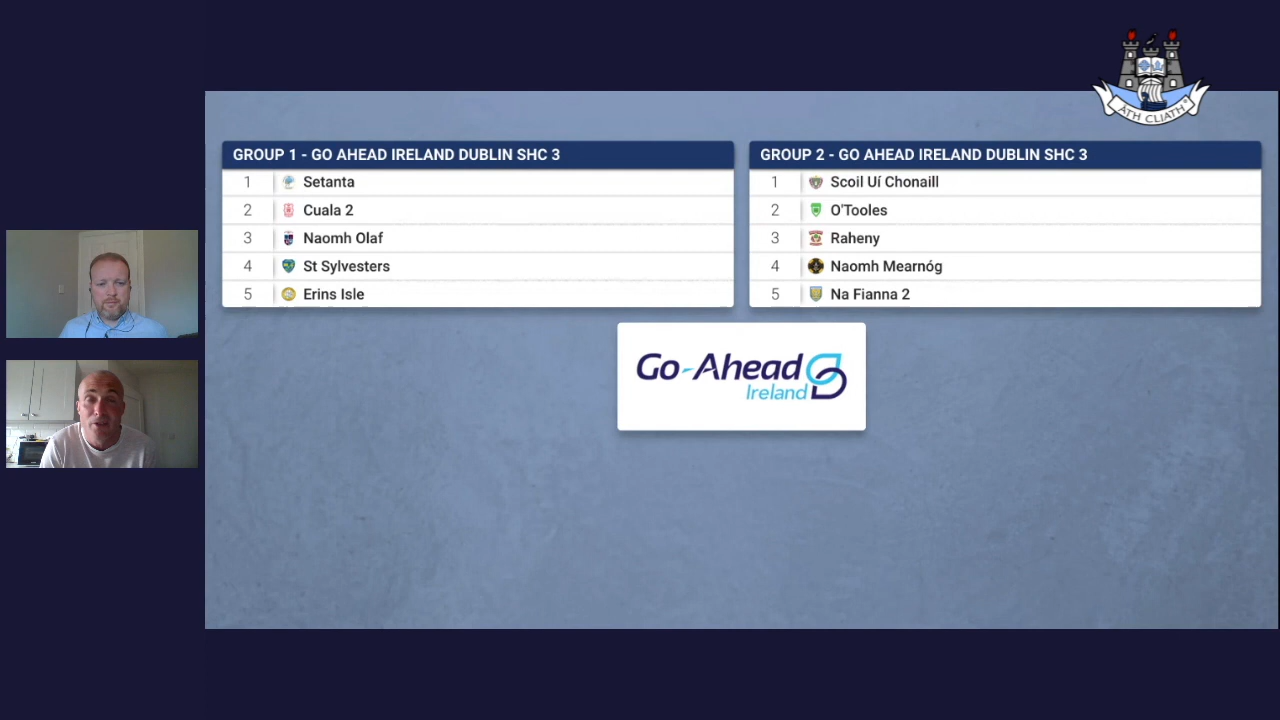 ÁTH CLIATH
GROUP 1 - GO AHEAD IRELAND DUBLIN SHC 3
1 Setanta
2 Cuala 2
3 Naomh Olaf
4 St Sylvesters
5 Erins Isle
GROUP 2 - GO AHEAD IRELAND DUBLIN SHC 3
1 Scoil Uí Chonaill
2 O'Tooles
3 Raheny
4 Naomh Mearnóg
5 Na Fianna 2
Go-Ahead
Ireland